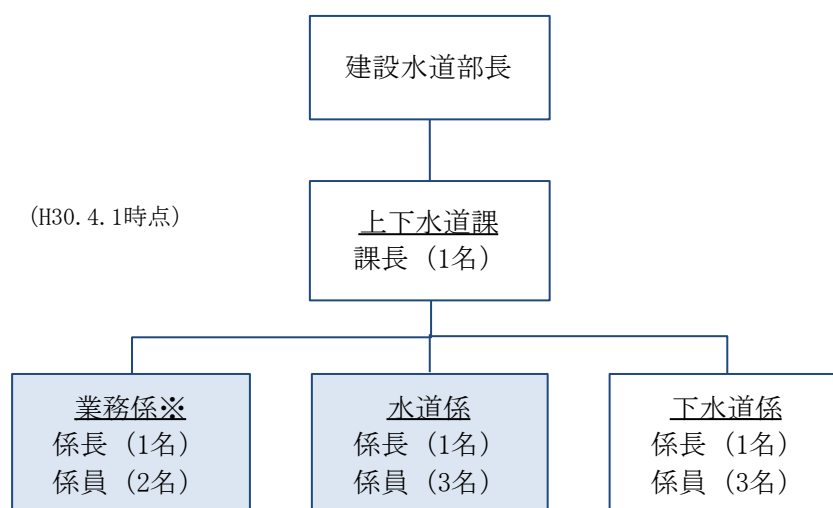 建設水道部長
(H30.4.1時点)
上下水道課
課長 (1名)
業務係※
係長 (1名)
係員 (2名)
水道係
係長 (1名)
係員 (3名)
下水道係
係長 (1名)
係員 (3名)